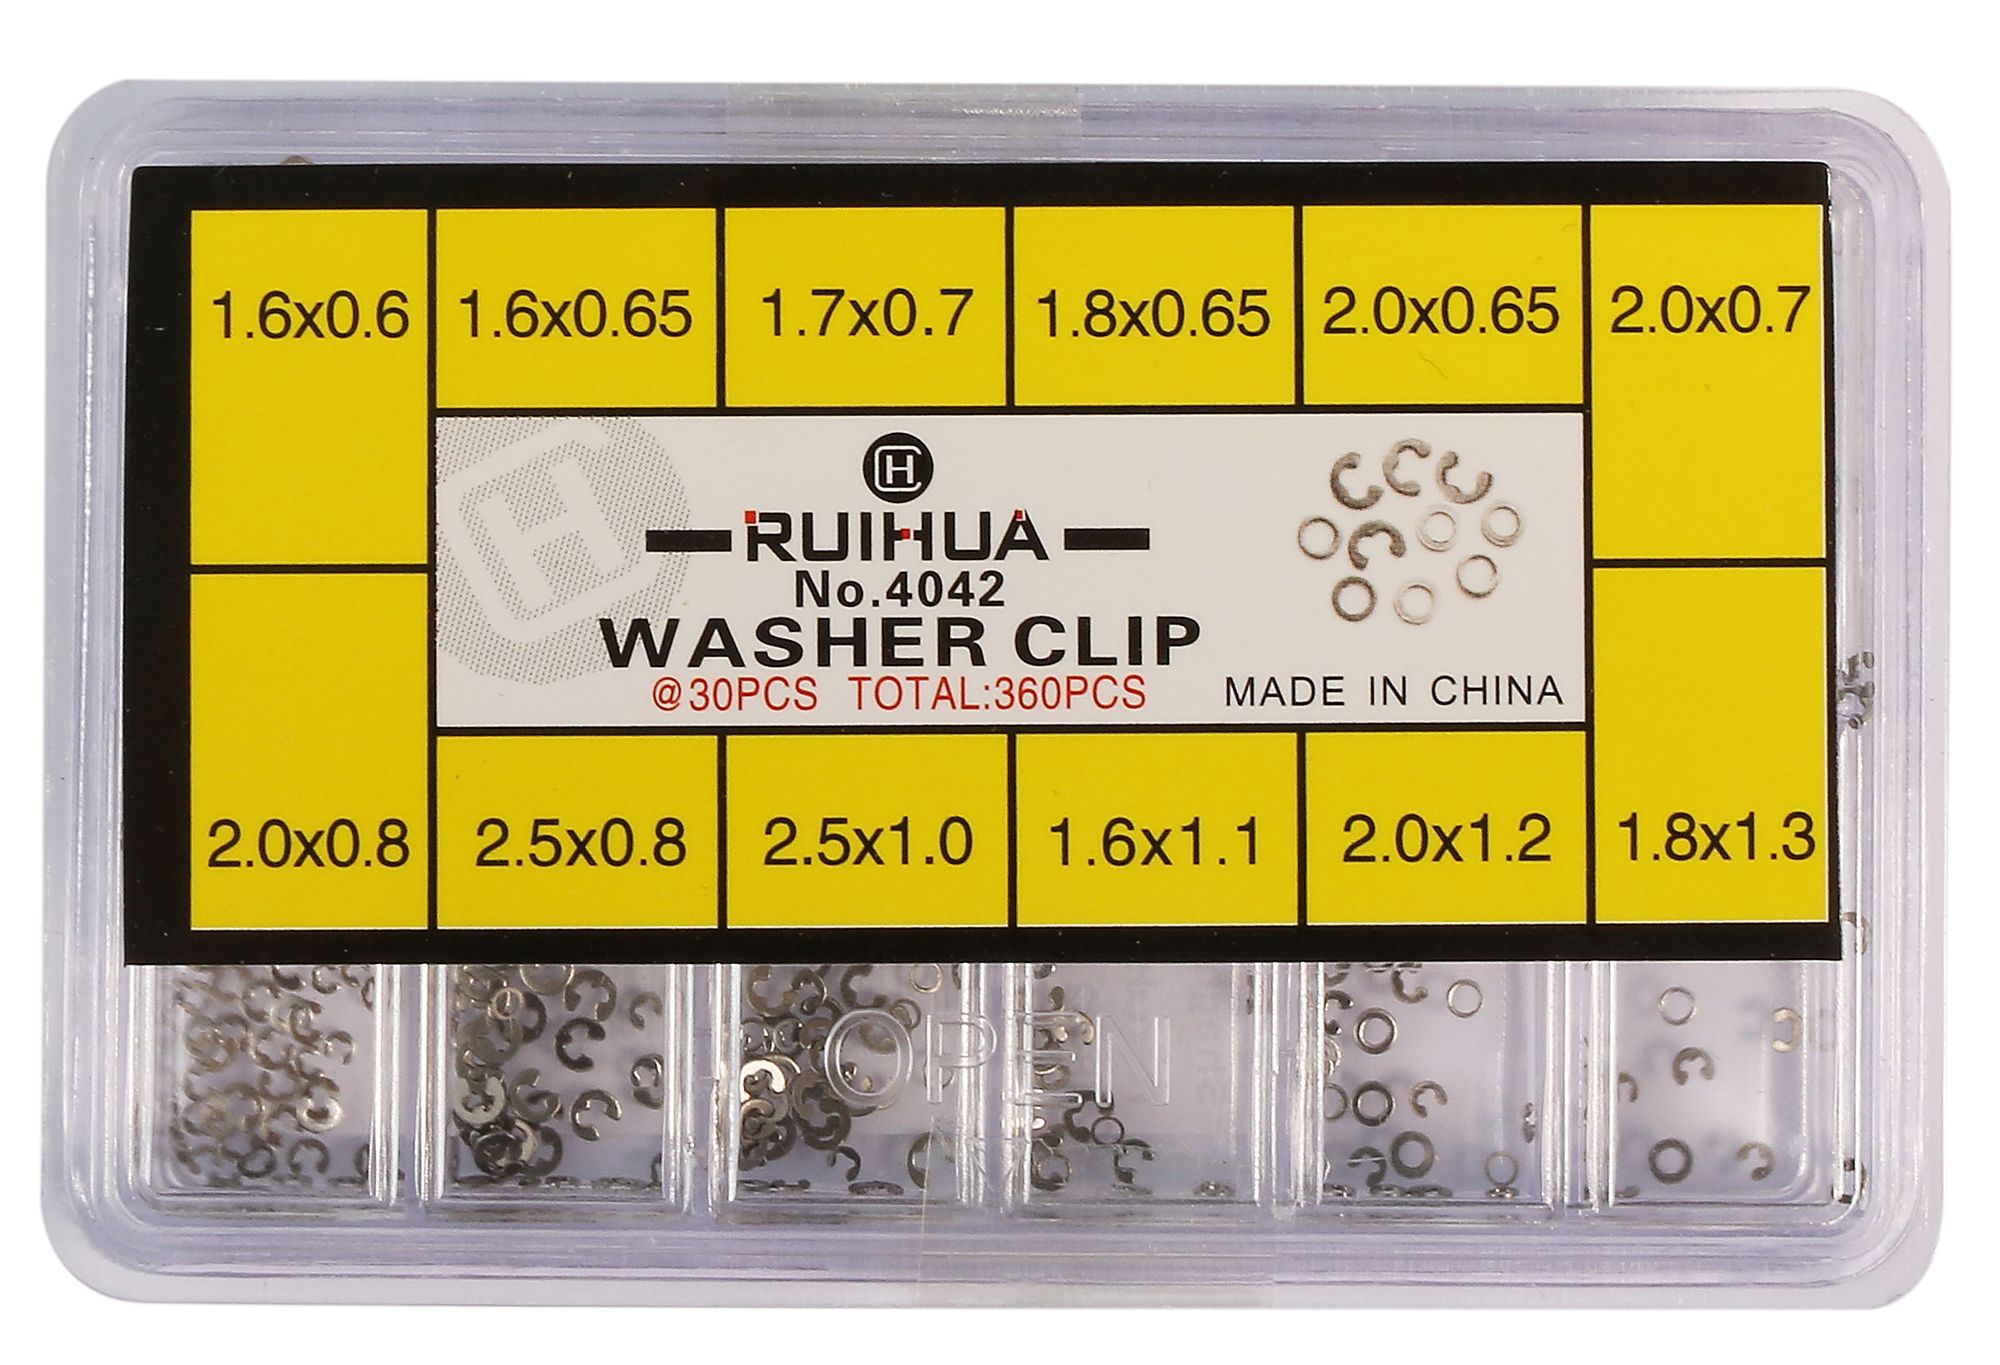 1.6x0.6 1.6x0.65 1.7x0.7 1.8x0.65 2.0x0.65 2.0x0.7
CH
RUIHUA
No.4042
WASHER CLIP
@30PCS TOTAL:360PCS MADE IN CHINA
2.0x0.8 2.5x0.8 2.5x1.0 1.6x1.1 2.0x1.2 1.8x1.3
OPEN